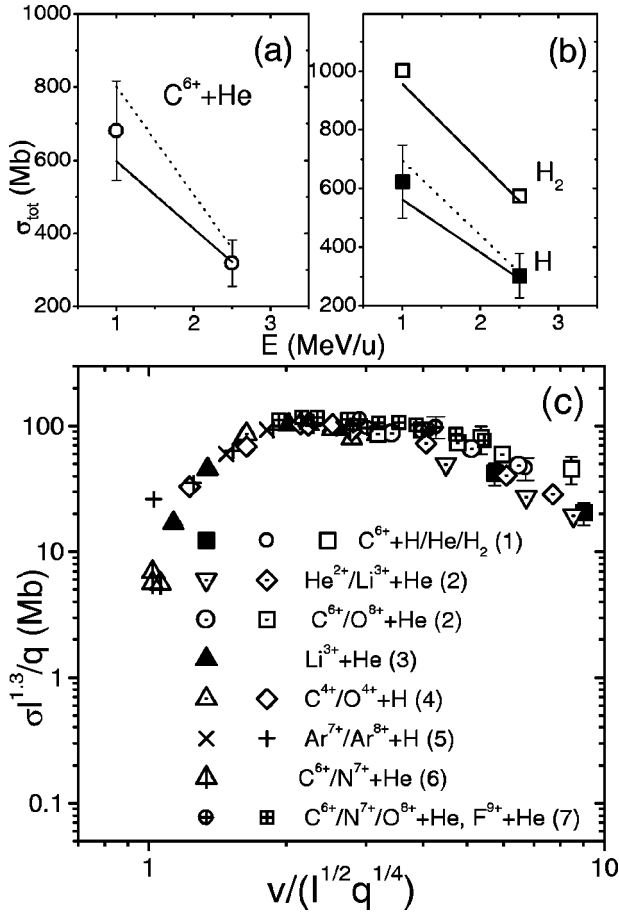 1000
800
600
400
200
σtot (Mb)
(a)
C6++He
1 2 3
(b)
1000
800
600
400
200
H2
H
1 2 3
E (MeV/u)
(c)
100
10
1
0.1
σI1.3/q (Mb)
C6++H/He/H2 (1)
He2+/Li3++He (2)
C6+/O8++He (2)
Li3++He (3)
C4+/O4++H (4)
Ar7+/Ar8++H (5)
C6+/N7++He (6)
C6+/N7+/O8++He, F9++He (7)
1 10
v/(I1/2q1/4)